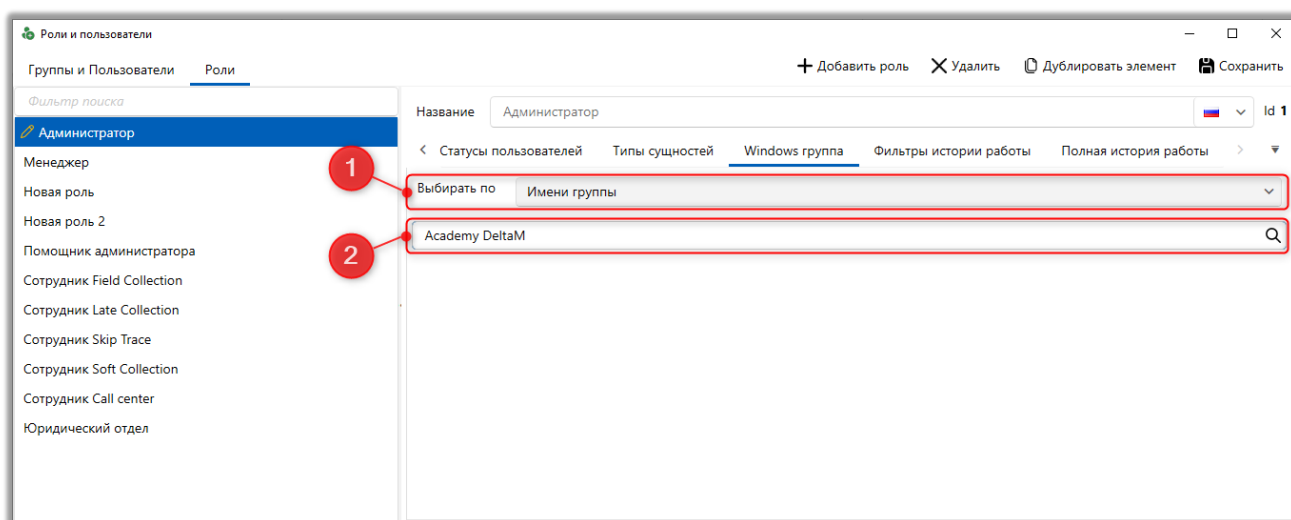 Роли и пользователи
Группы и Пользователи Роли
Добавить роль Удалить Дублировать элемент Сохранить
Фильтр поиска
Администратор
Менеджер
Новая роль
Новая роль 2
Помощник администратора
Сотрудник Field Collection
Сотрудник Late Collection
Сотрудник Skip Trace
Сотрудник Soft Collection
Сотрудник Call center
Юридический отдел
Название Администратор Id 1
Статусы пользователей Типы сущностей Windows группа Фильтры истории работы Полная история работы
1
Выбирать по Имени группы
2
Academy DeltaM